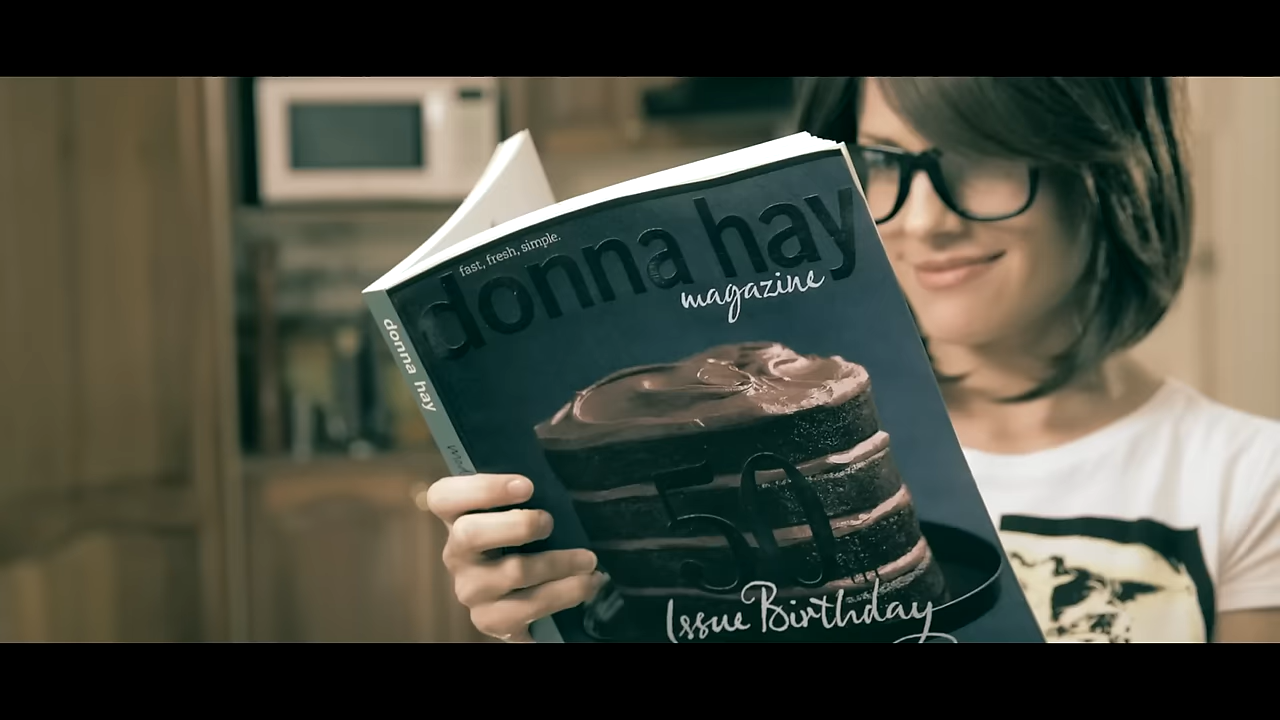 fast, fresh, simple.
donna hay
magazine
donna hay
50
Issue Birthday